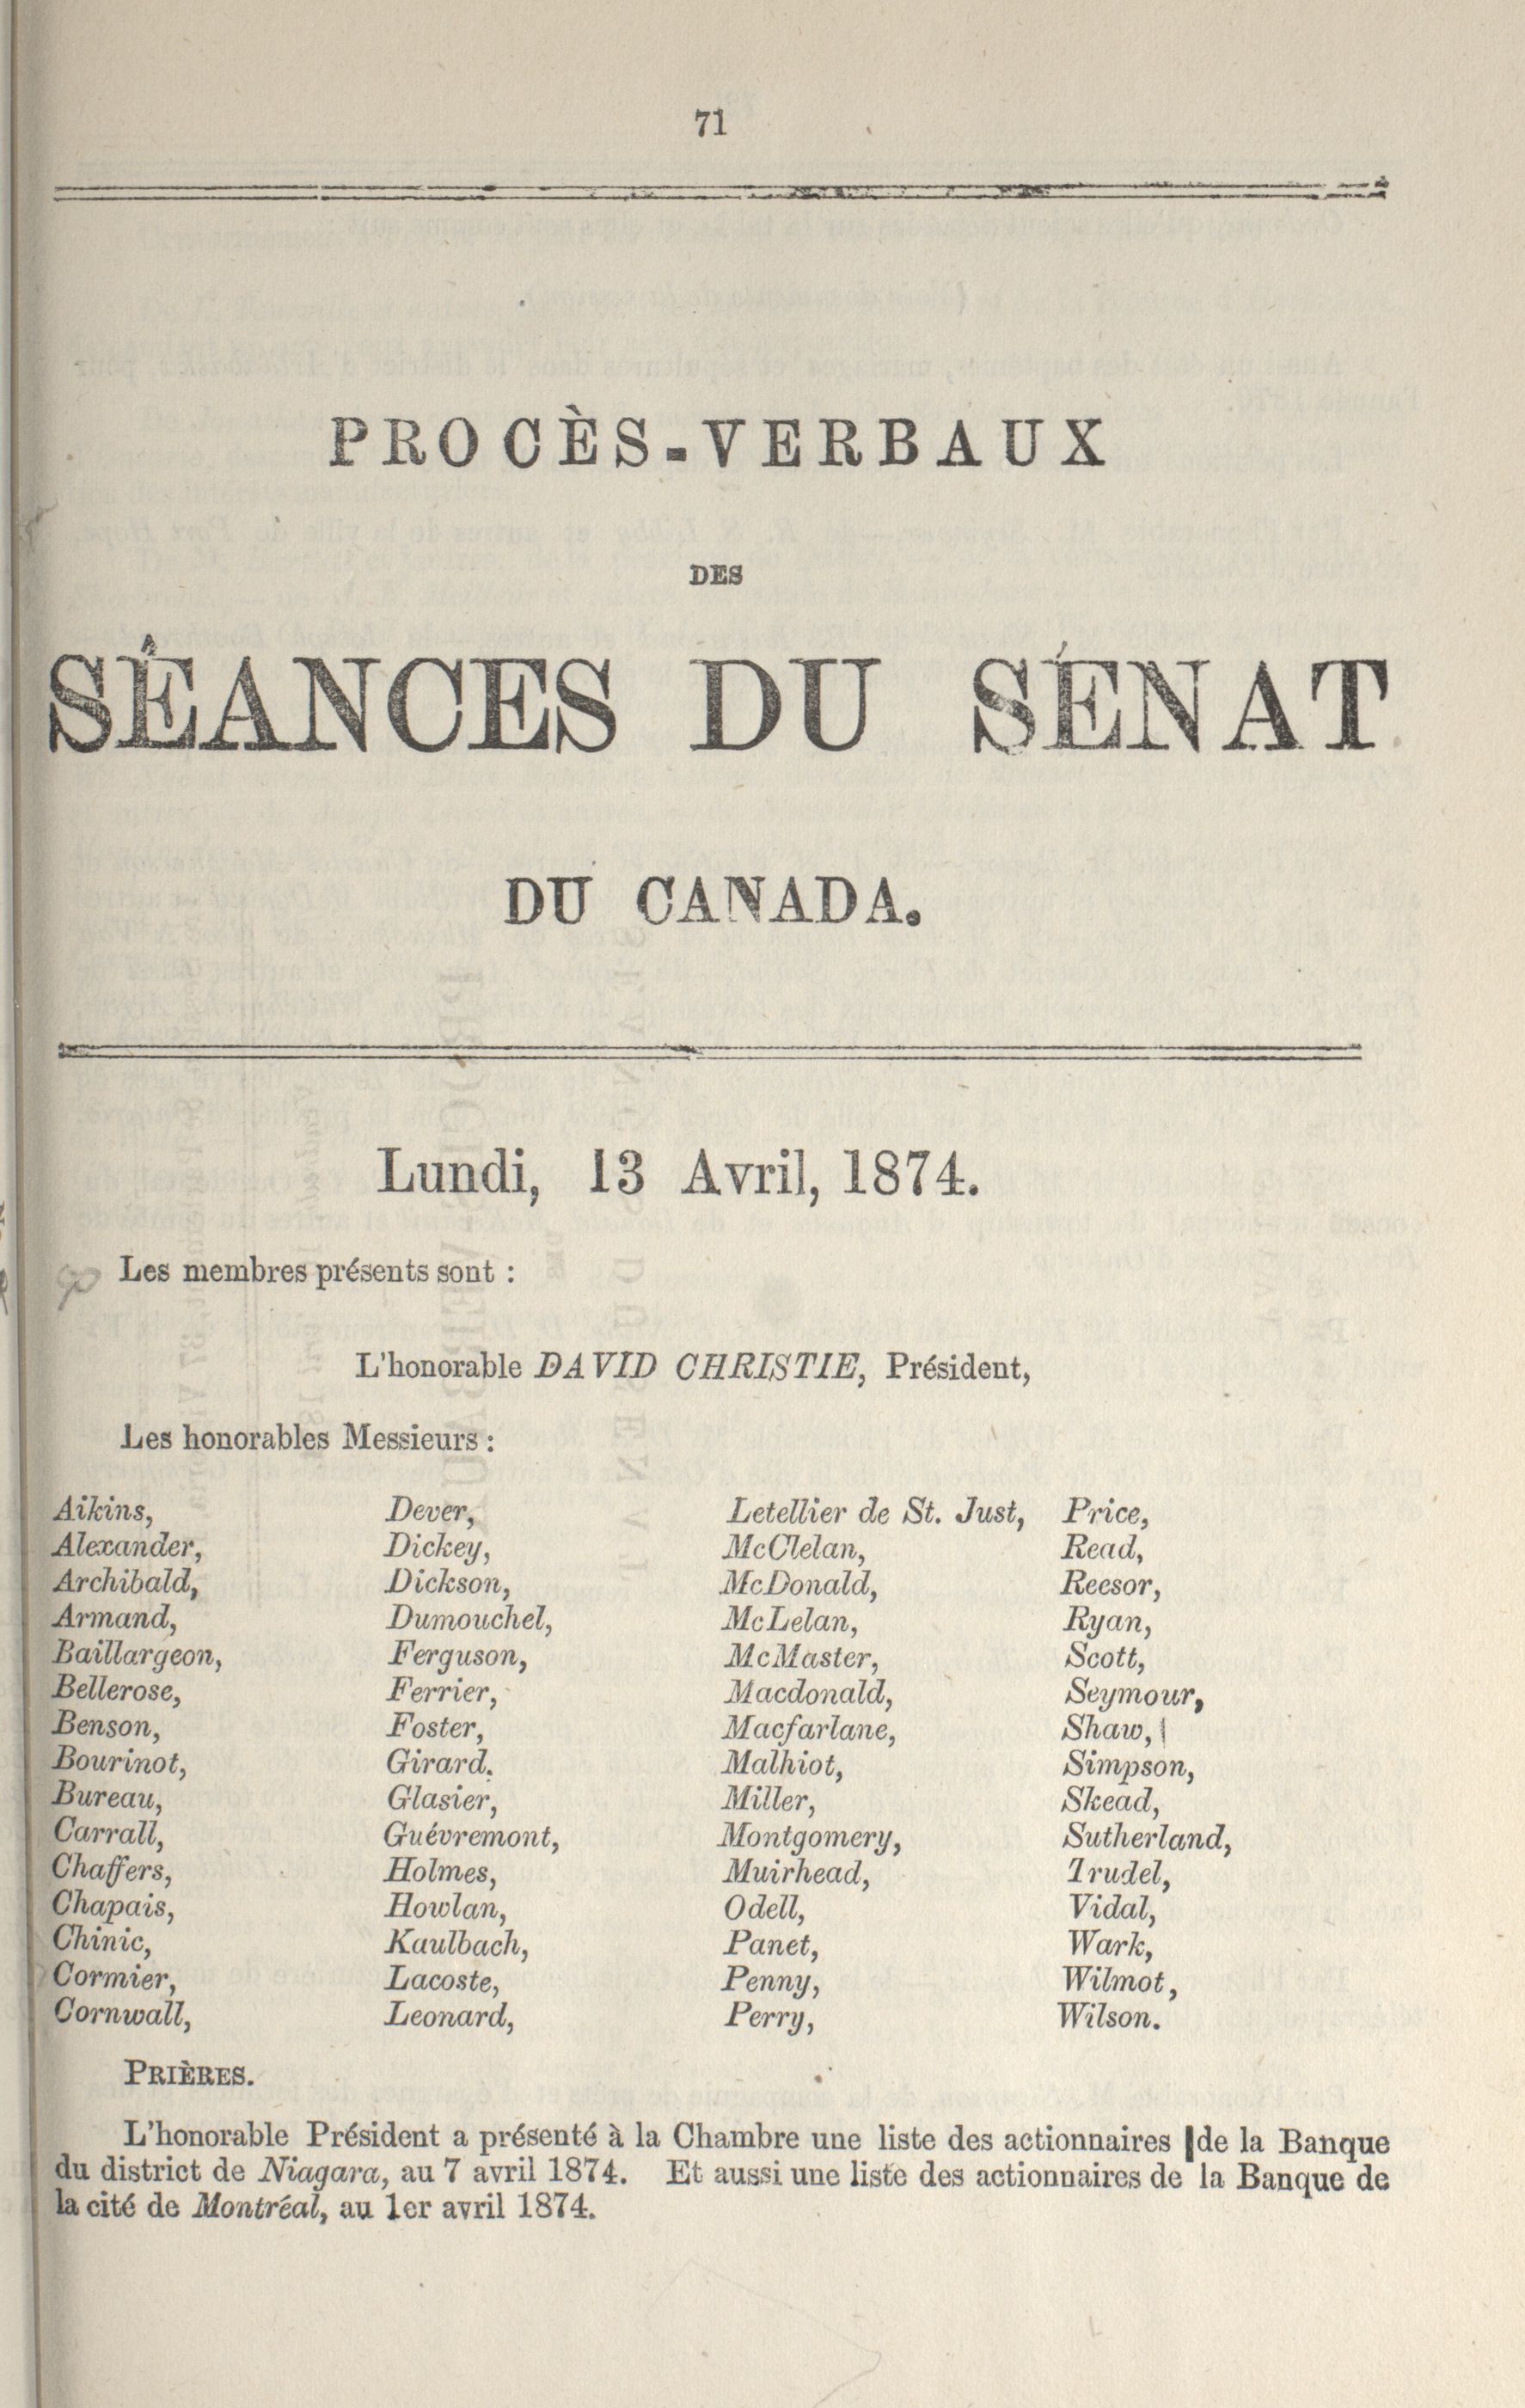 71
PROCÈS-VERBAUX
DES
SÉANCES DU SÉNAT
DU CANADA.
Lundi, 13 Avril, 1874.
Les membres présents sont :
L'honorable DAVID CHRISTIE, Président,
Les honorables Messieurs :
Aikins, Dever, Letellier de St. Just, Price,
Alexander, Dickey, McClelan, Read,
Archibald, Dickson, McDonald, Reesor,
Armand, Dumouchel, McLelan, Ryan,
Baillargeon, Ferguson, McMaster, Scott,
Bellerose, Ferrier, Macdonald, Seymour,
Benson, Foster, Macfarlane, Shaw,
Bourinot, Girard. Malhiot, Simpson,
Bureau, Glasier, Miller, Skead,
Carrall, Guévremont, Montgomery, Sutherland,
Chaffers, Holmes, Muirhead, Trudel,
Chapais, Howlan, Odell, Vidal,
Chinic, Kaulbach, Panet, Wark,
Cormier, Lacoste, Penny, Wilmot,
Cornwall, Leonard, Perry, Wilson.
PRIÈRES.
L'honorable Président a présenté à la Chambre une liste des actionnaires de la Banque
du district de Niagara, au 7 avril 1874. Et aussi une liste des actionnaires de la Banque de
la cité de Montréal, au 1er avril 1874.